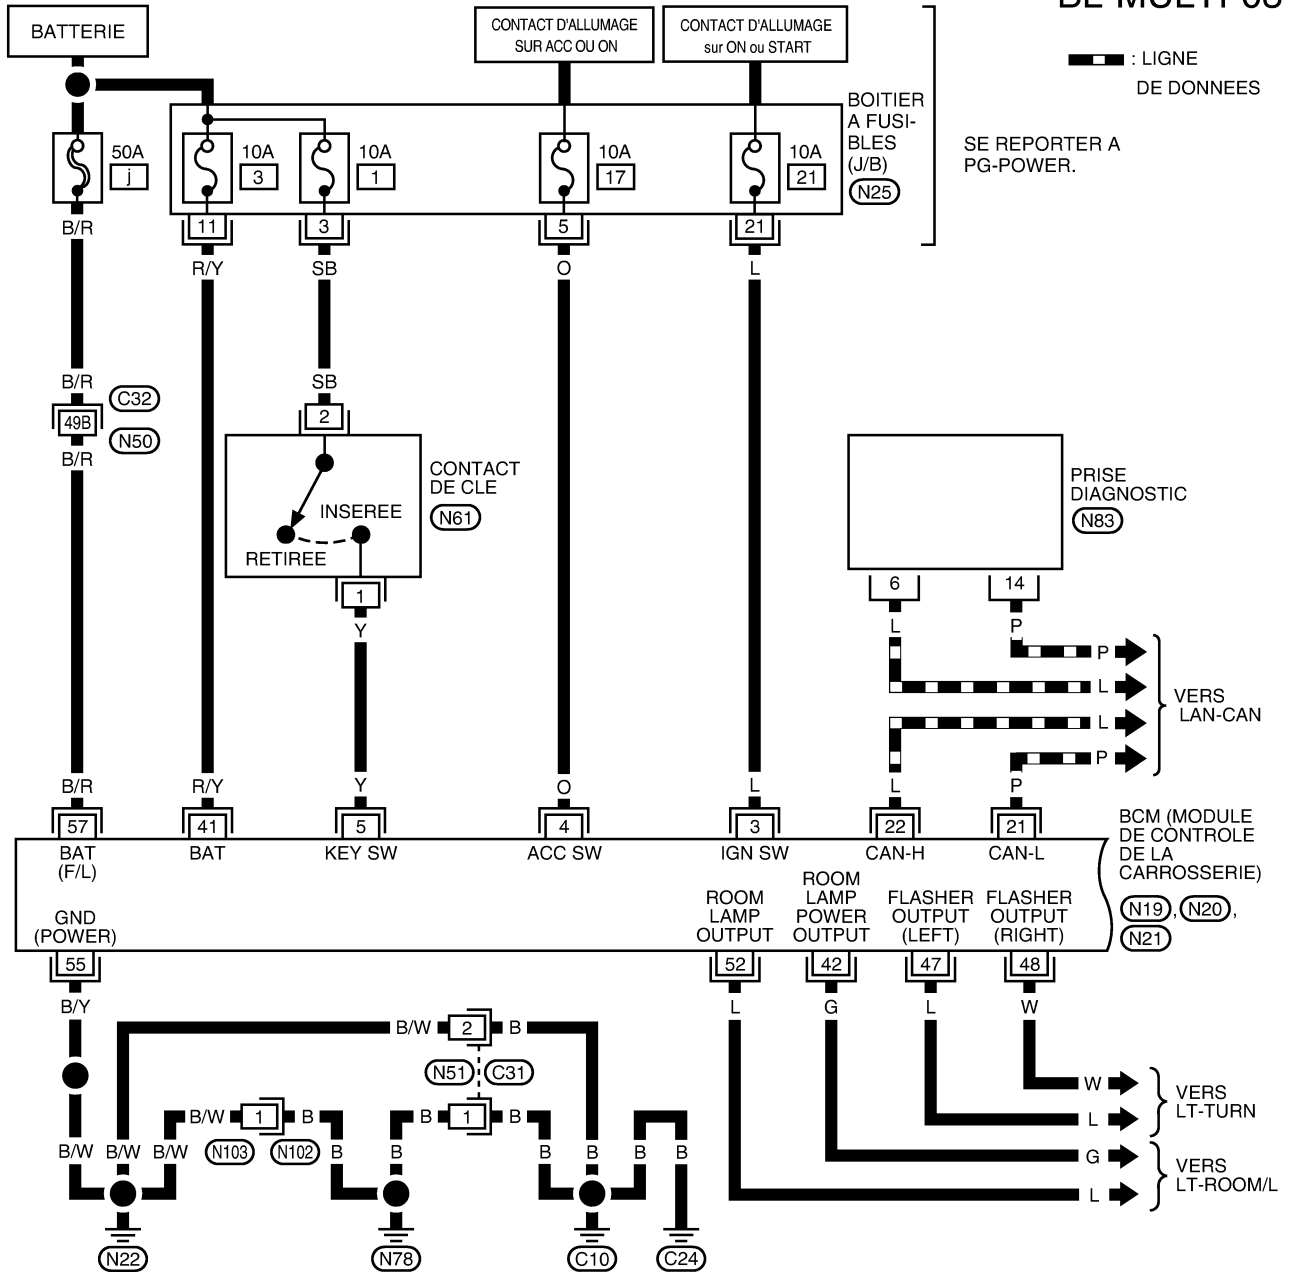 BATTERIE
CONTACT D'ALLUMAGE
SUR ACC OU ON
CONTACT D'ALLUMAGE
sur ON ou START
: LIGNE
DE DONNEES
BOITIER
A FUSI-
BLES
(J/B)
N25
SE REPORTER A
PG-POWER.
50A
j
10A
3
10A
1
10A
17
10A
21
11
3
5
21
B/R
R/Y
SB
O
L
B/R
SB
C32
49B
2
N50
B/R
CONTACT
DE CLE
N61
INSEREE
RETIREE
1
Y
PRISE
DIAGNOSTIC
N83
6
14
L
P
P
L
VERS
LAN-CAN
L
P
B/R
R/Y
Y
O
L
L
P
57
41
5
4
3
22
21
BAT
(F/L)
BAT
KEY SW
ACC SW
IGN SW
CAN-H
CAN-L
BCM (MODULE
DE CONTROLE
DE LA
CARROSSERIE)
N19 , N20 ,
N21
GND
(POWER)
ROOM
LAMP
OUTPUT
ROOM
LAMP
POWER
OUTPUT
FLASHER
OUTPUT
(LEFT)
FLASHER
OUTPUT
(RIGHT)
55
52
42
47
48
B/Y
L
G
L
W
B/W
2
B
N51
C31
B/W
1
B
B
1
B
N103
N102
B/W
B/W
B/W
B
B
B
B
B
B
W
L
VERS
LT-TURN
G
L
VERS
LT-ROOM/L
N22
N78
C10
C24